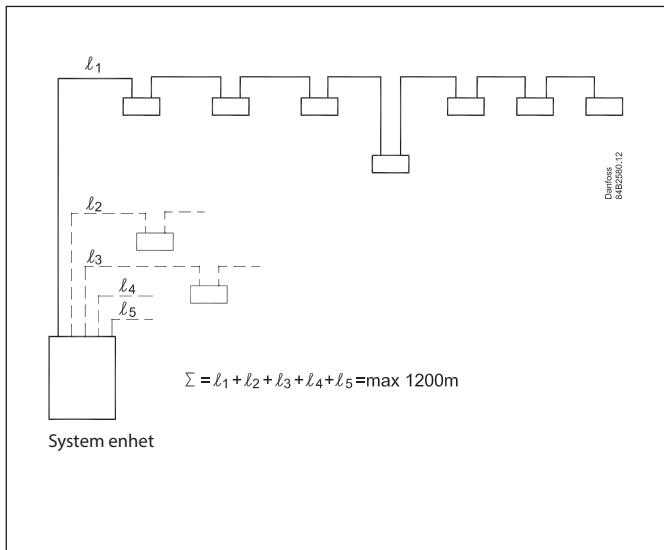 ℓ1
Danfoss
84B2580.12
ℓ2
ℓ3
ℓ4
ℓ5
Σ = ℓ1 + ℓ2 + ℓ3 + ℓ4 + ℓ5 = max 1200m
System enhet